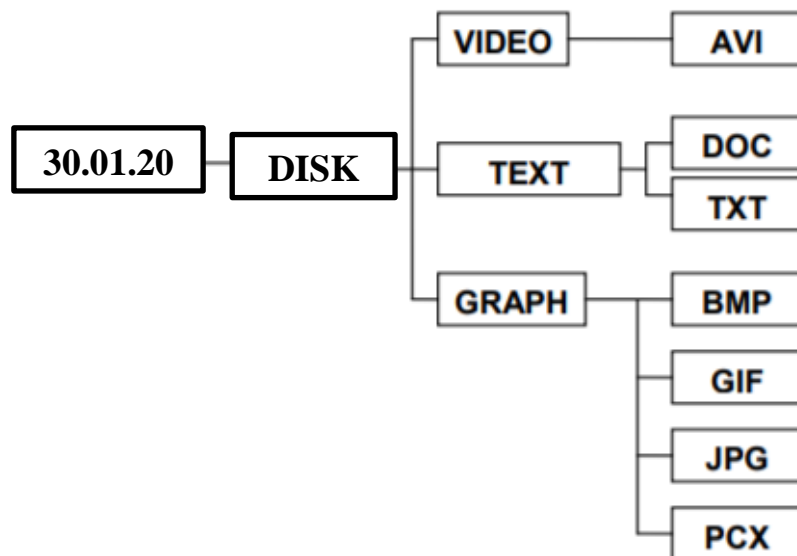 VIDEO
AVI
30.01.20
DISK
TEXT
DOC
TXT
GRAPH
BMP
GIF
JPG
PCX